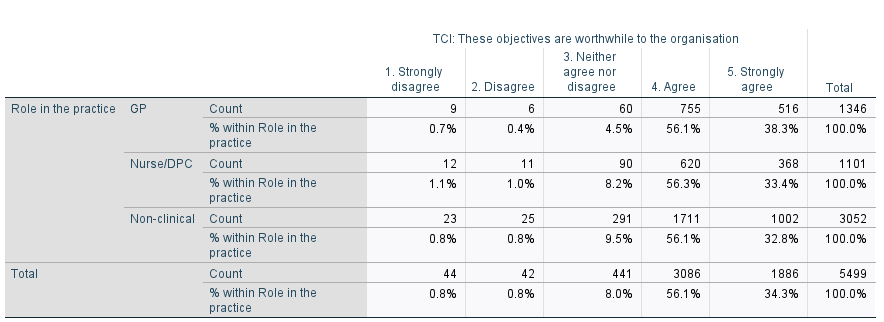 TCI: These objectives are worthwhile to the organisation
1. Strongly disagree 2. Disagree 3. Neither agree nor disagree 4. Agree 5. Strongly agree Total
Role in the practice GP Count 9 6 60 755 516 1346
% within Role in the practice 0.7% 0.4% 4.5% 56.1% 38.3% 100.0%
Nurse/DPC Count 12 11 90 620 368 1101
% within Role in the practice 1.1% 1.0% 8.2% 56.3% 33.4% 100.0%
Non-clinical Count 23 25 291 1711 1002 3052
% within Role in the practice 0.8% 0.8% 9.5% 56.1% 32.8% 100.0%
Total Count 44 42 441 3086 1886 5499
% within Role in the practice 0.8% 0.8% 8.0% 56.1% 34.3% 100.0%